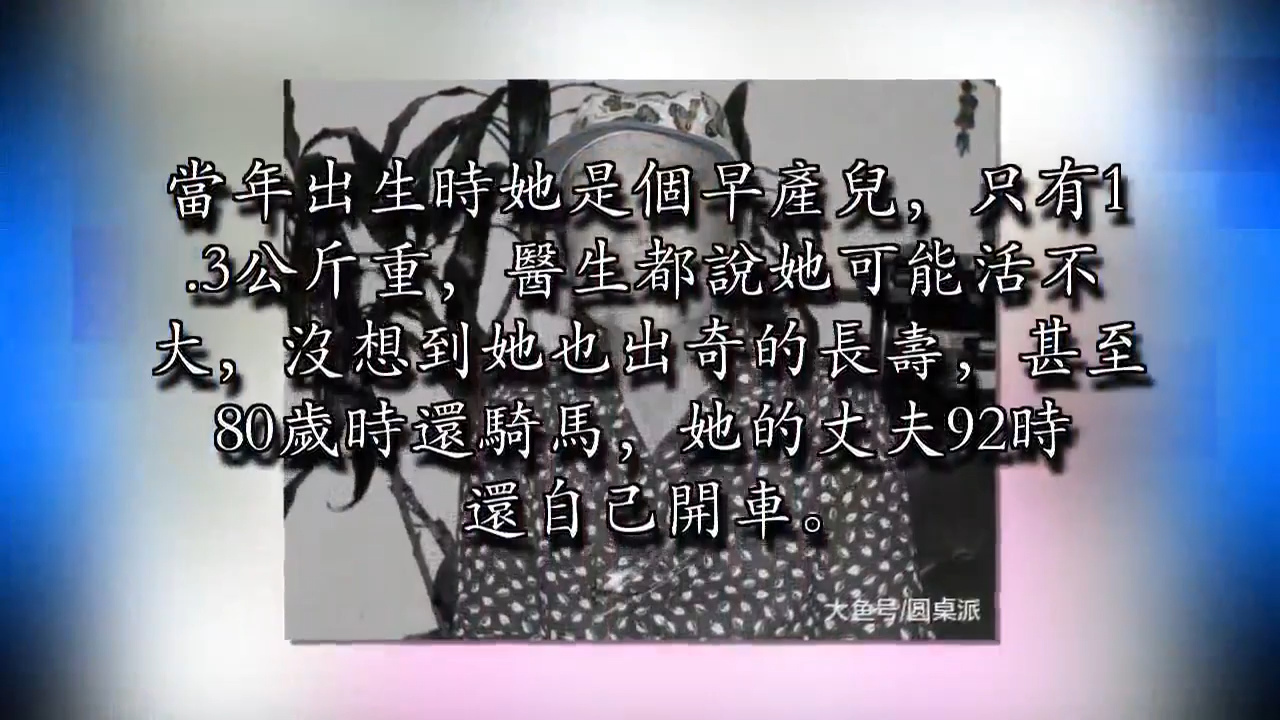 當年出生時她是個早產兒，只有1
.3公斤重，醫生都說她可能活不
大，沒想到她也出奇的長壽，甚至
80歲時還騎馬，她的丈夫92時
還自己開車。
大鱼号/圆桌派